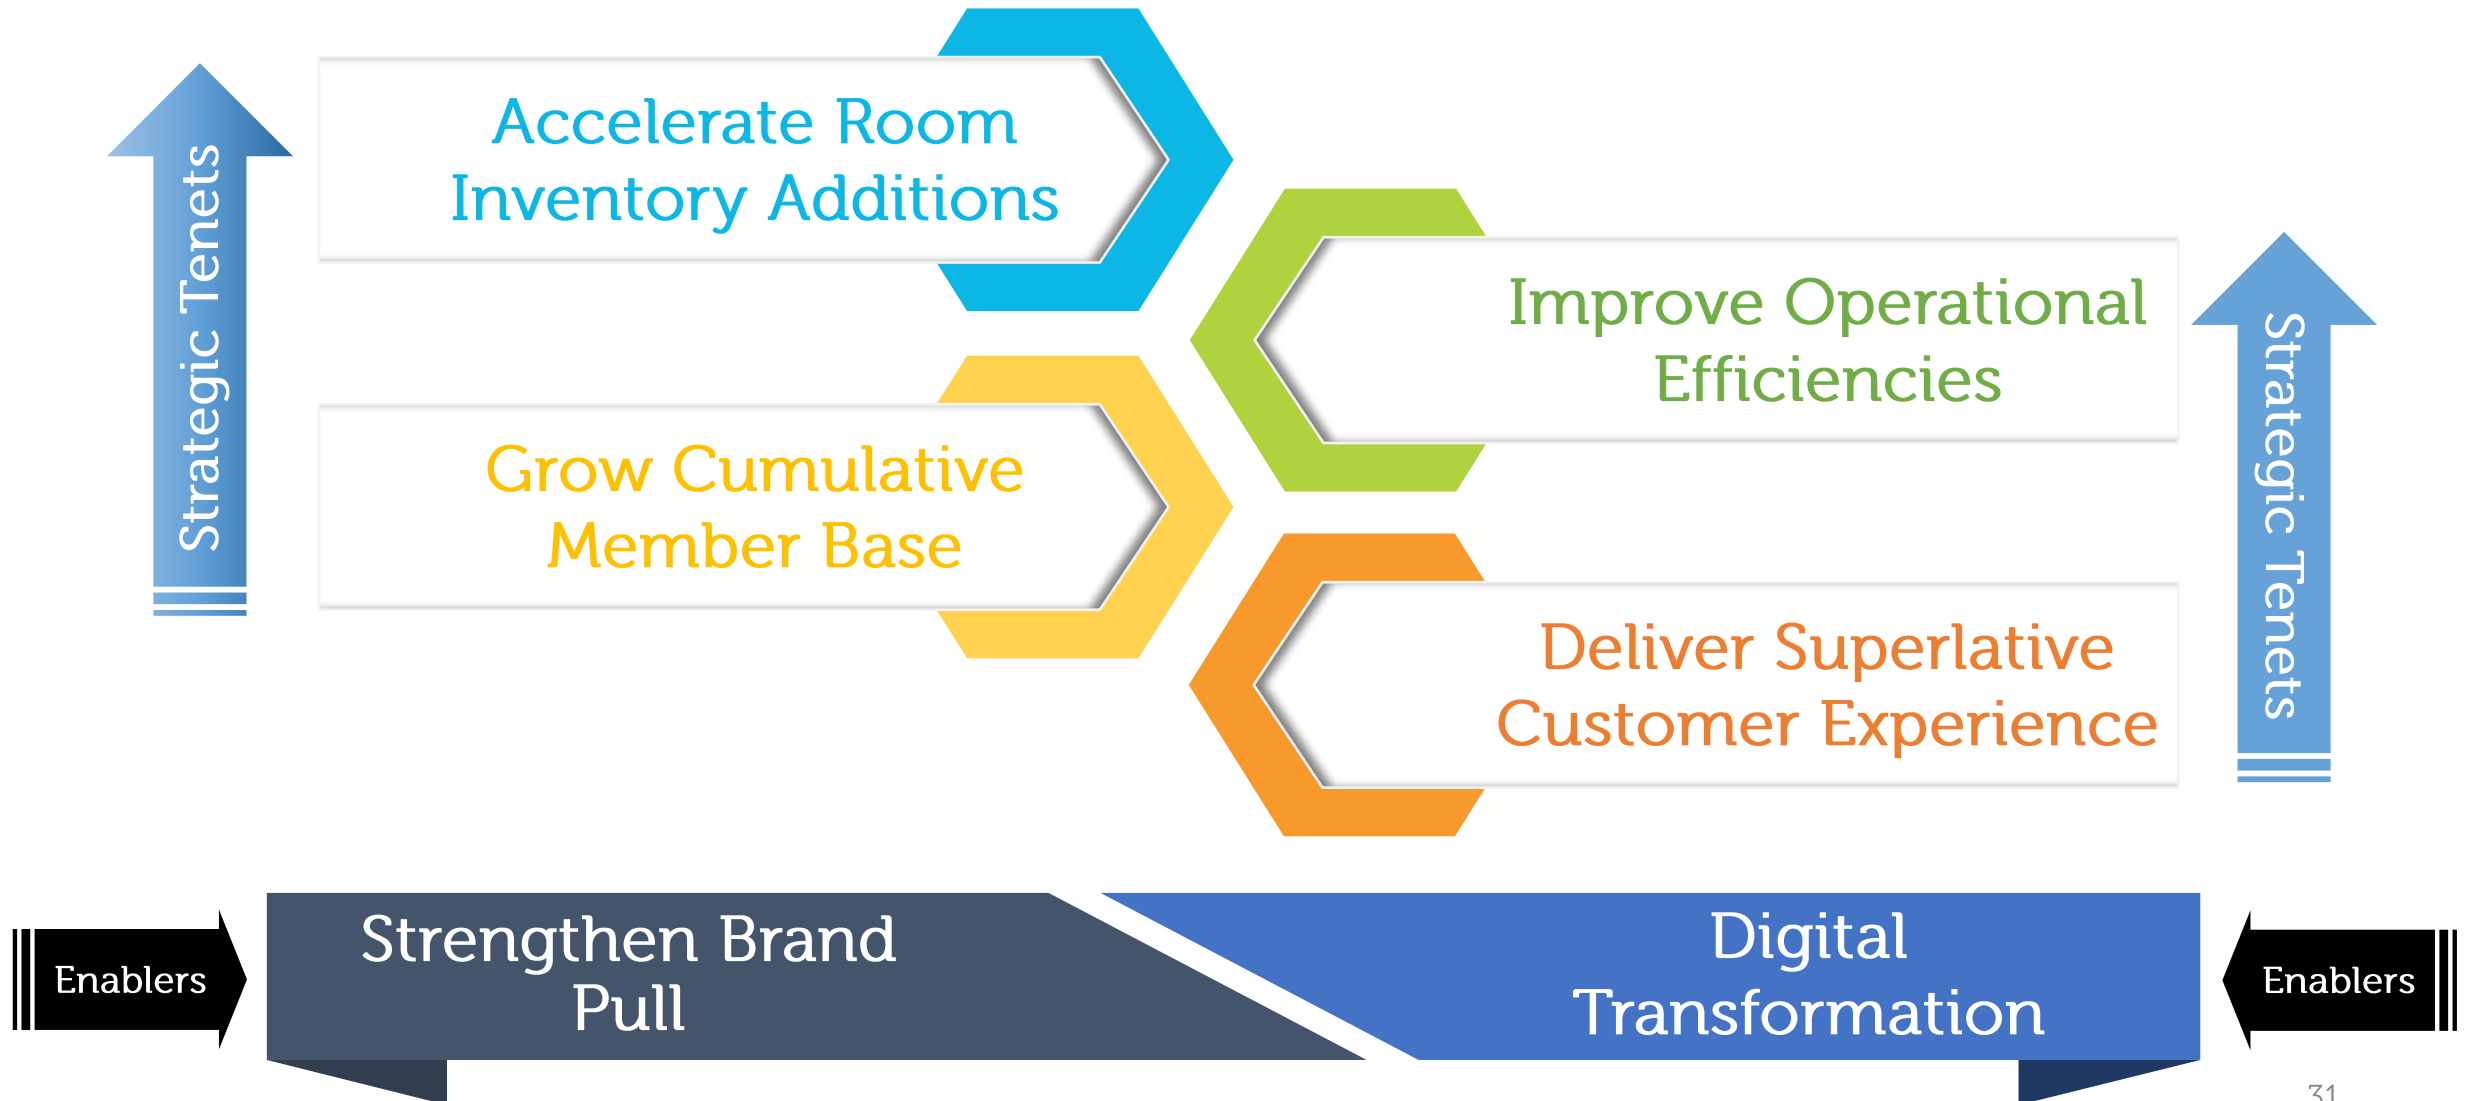 Strategic Tenets
Accelerate Room
Inventory Additions
Improve Operational
Efficiencies
Grow Cumulative
Member Base
Deliver Superlative
Customer Experience
Strategic Tenets
Enablers
Strengthen Brand
Pull
Digital
Transformation
Enablers
31